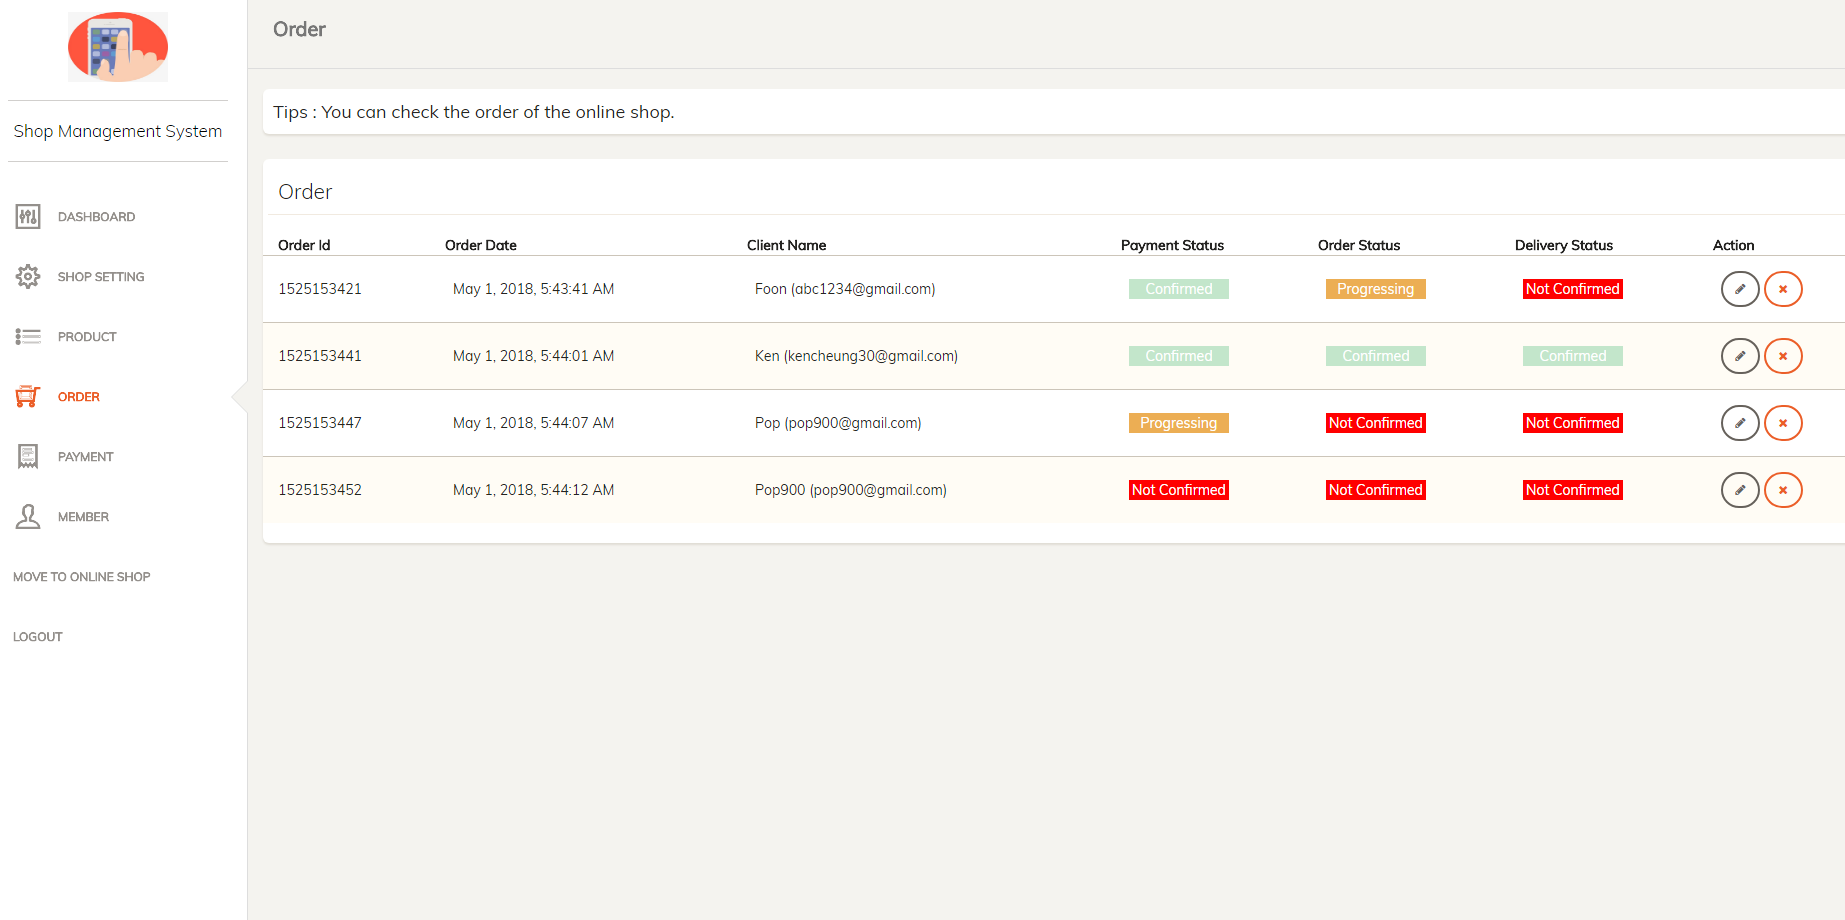 Order
Shop Management System
Tips : You can check the order of the online shop.
DASHBOARD
SHOP SETTING
PRODUCT
ORDER
PAYMENT
MEMBER
MOVE TO ONLINE SHOP
LOGOUT
Order
Order Id Order Date Client Name Payment Status Order Status Delivery Status Action
1525153421 May 1, 2018, 5:43:41 AM Foon (abc1234@gmail.com) Confirmed Progressing Not Confirmed
1525153441 May 1, 2018, 5:44:01 AM Ken (kencheung30@gmail.com) Confirmed Confirmed Confirmed
1525153447 May 1, 2018, 5:44:07 AM Pop (pop900@gmail.com) Progressing Not Confirmed Not Confirmed
1525153452 May 1, 2018, 5:44:12 AM Pop900 (pop900@gmail.com) Not Confirmed Not Confirmed Not Confirmed